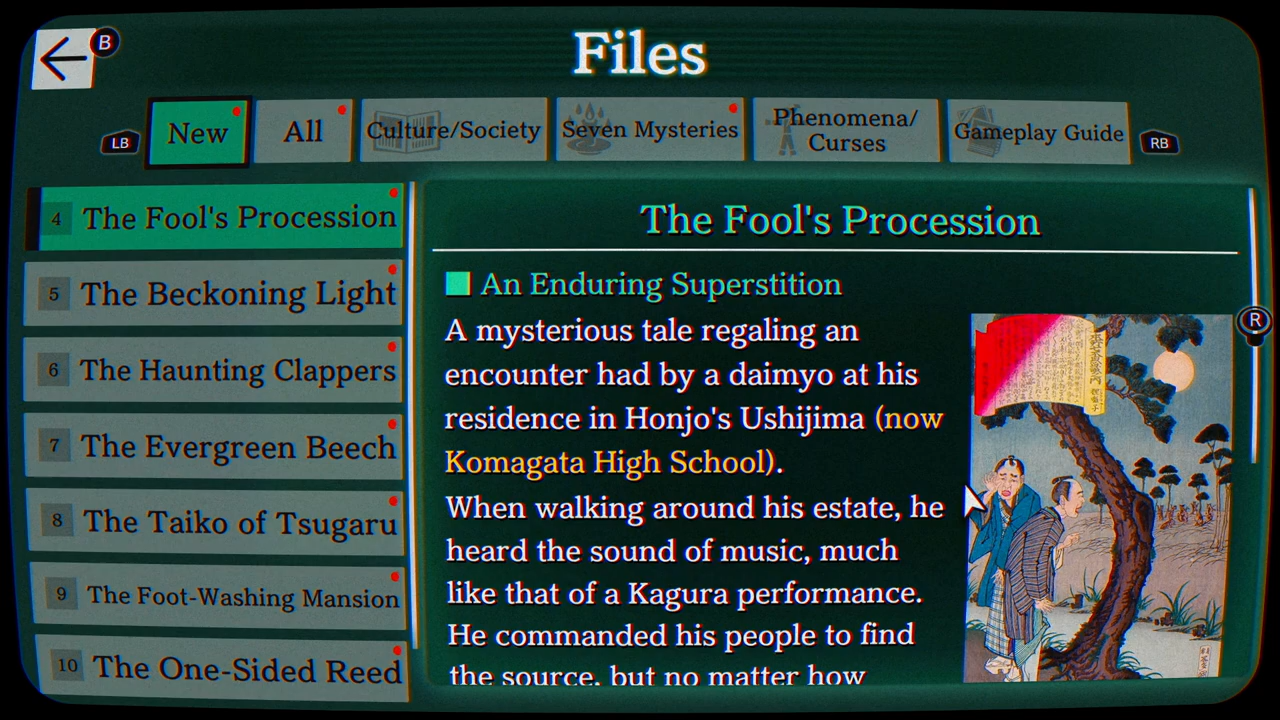 B
Files
LB
New
All
Culture/Society
Seven Mysteries
Phenomena/
Curses
Gameplay Guide
RB
4 The Fool's Procession
5 The Beckoning Light
6 The Haunting Clappers
7 The Evergreen Beech
8 The Taiko of Tsugaru
9 The Foot-Washing Mansion
10 The One-Sided Reed
The Fool's Procession
An Enduring Superstition
A mysterious tale regaling an
encounter had by a daimyo at his
residence in Honjo's Ushijima (now
Komagata High School).
When walking around his estate, he
heard the sound of music, much
like that of a Kagura performance.
He commanded his people to find
the source, but no matter how
R